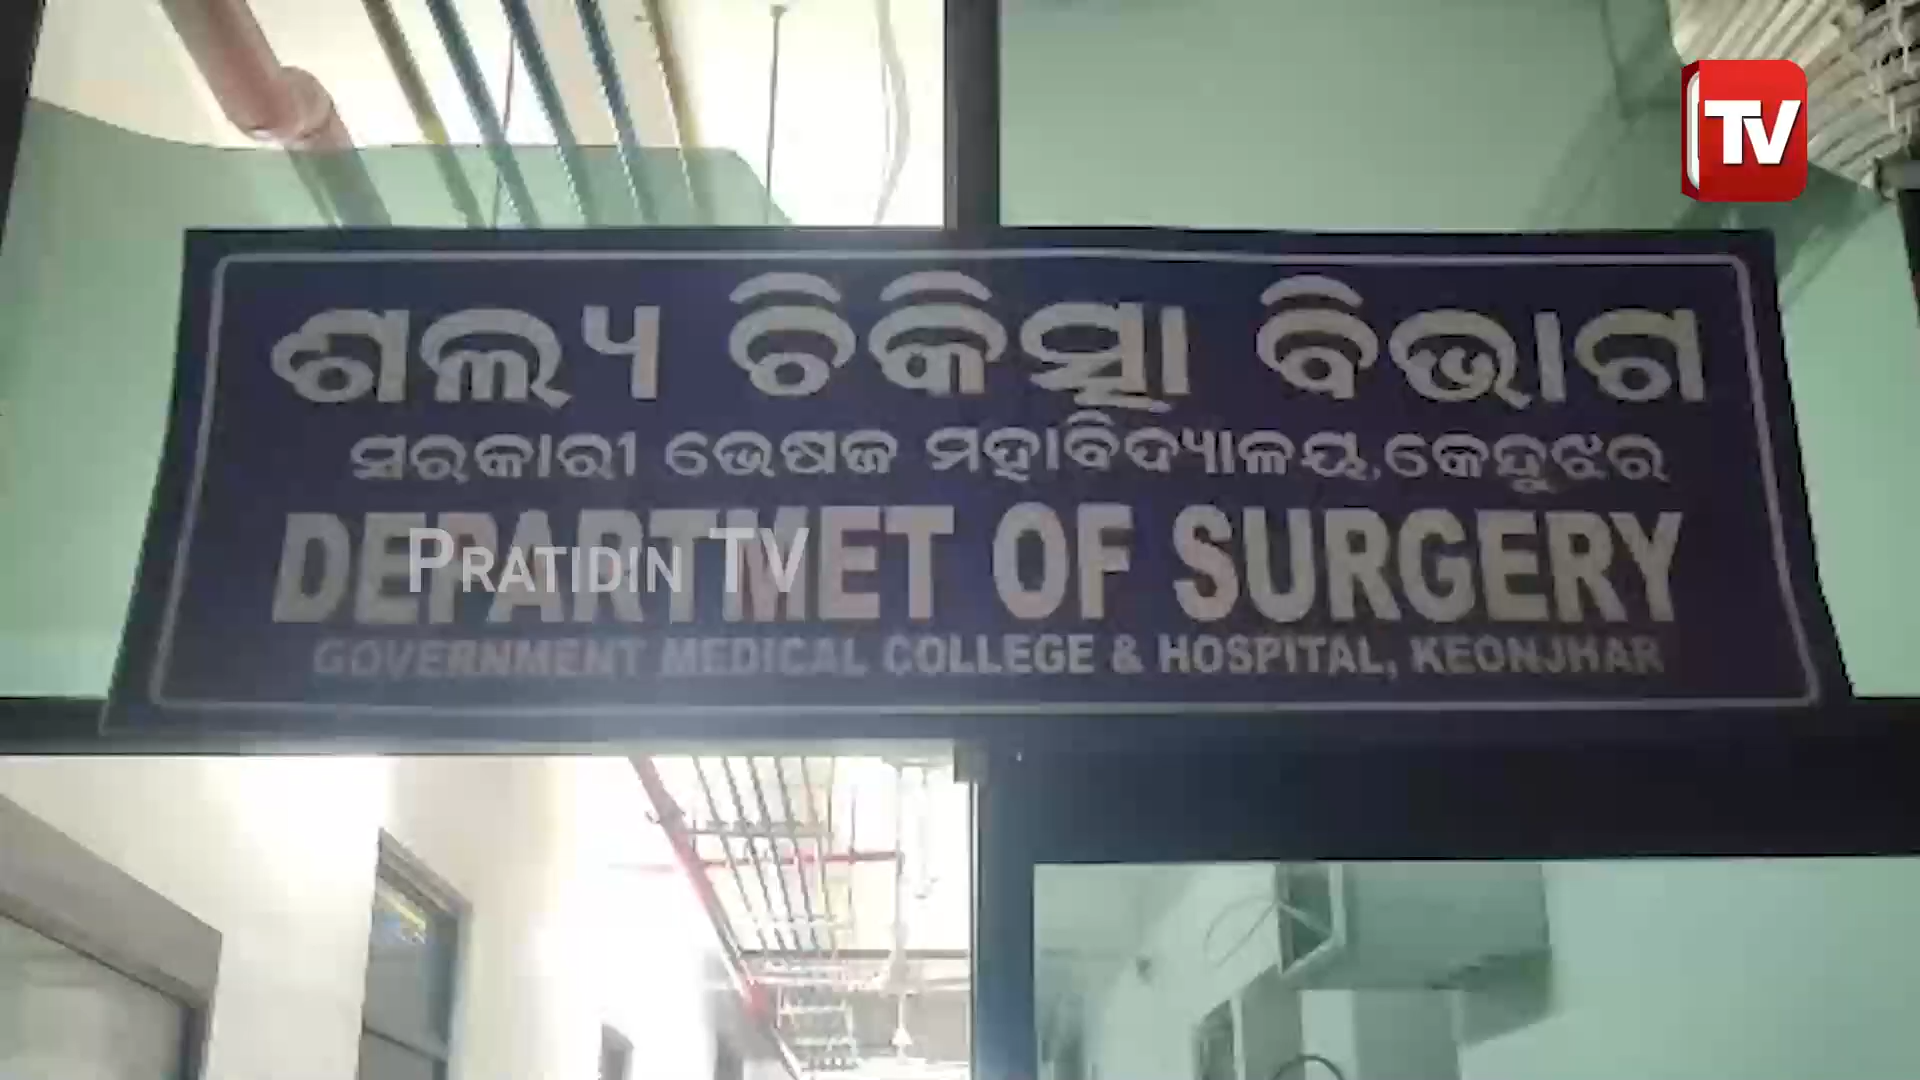 TV
ଶଲ୍ୟ ଚିକିତ୍ସା ବିଭାଗ
ସରକାରୀ ଭେଷଜ ମହାବିଦ୍ୟାଳୟ,କେନ୍ଦୁଝର
DEPARTMET OF SURGERY
PRATIDIN TV
GOVERNMENT MEDICAL COLLEGE & HOSPITAL, KEONJHAR